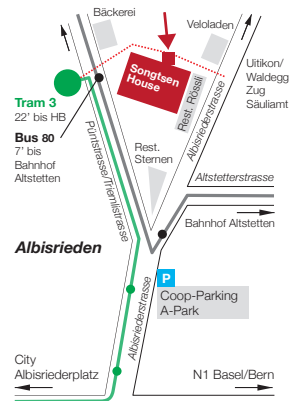 Bäckerei
Veloladen
Songtsen
House
Rest. Rössli
Utikon/
Waldegg
Zug
Säuliamt
Tram 3
22’ bis HB
Bus 80
7’ bis
Bahnhof
Altstetten
Püntstrasse/Triemlistrasse
Albisriederstrasse
Rest.
Sternen
Altstetterstrasse
Bahnhof Altstetten
Albisrieden
P
Coop-Parking
A-Park
Albisriederstrasse
City
Albisriederplatz
N1 Basel/Bern